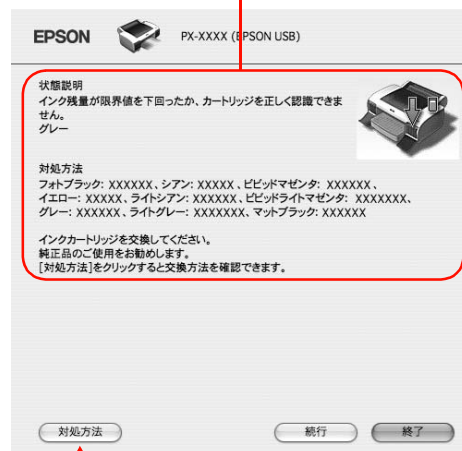 EPSON
PX-XXXX (EPSON USB)
状態説明
インク残量が限界値を下回ったか、カートリッジを正しく認識できま
せん。
グレー
対処方法
フォトブラック: XXXXXX、シアン: XXXXX、ビビッドマゼンタ: XXXXXX、
イエロー: XXXXX、ライトシアン: XXXXXX、ビビッドライトマゼンタ: XXXXXXX、
グレー: XXXXXX、ライトグレー: XXXXXXX、マットブラック: XXXXXX
インクカートリッジを交換してください。
純正品のご使用をお勧めします。
[対処方法]をクリックすると交換方法を確認できます。
対処方法
続行
終了